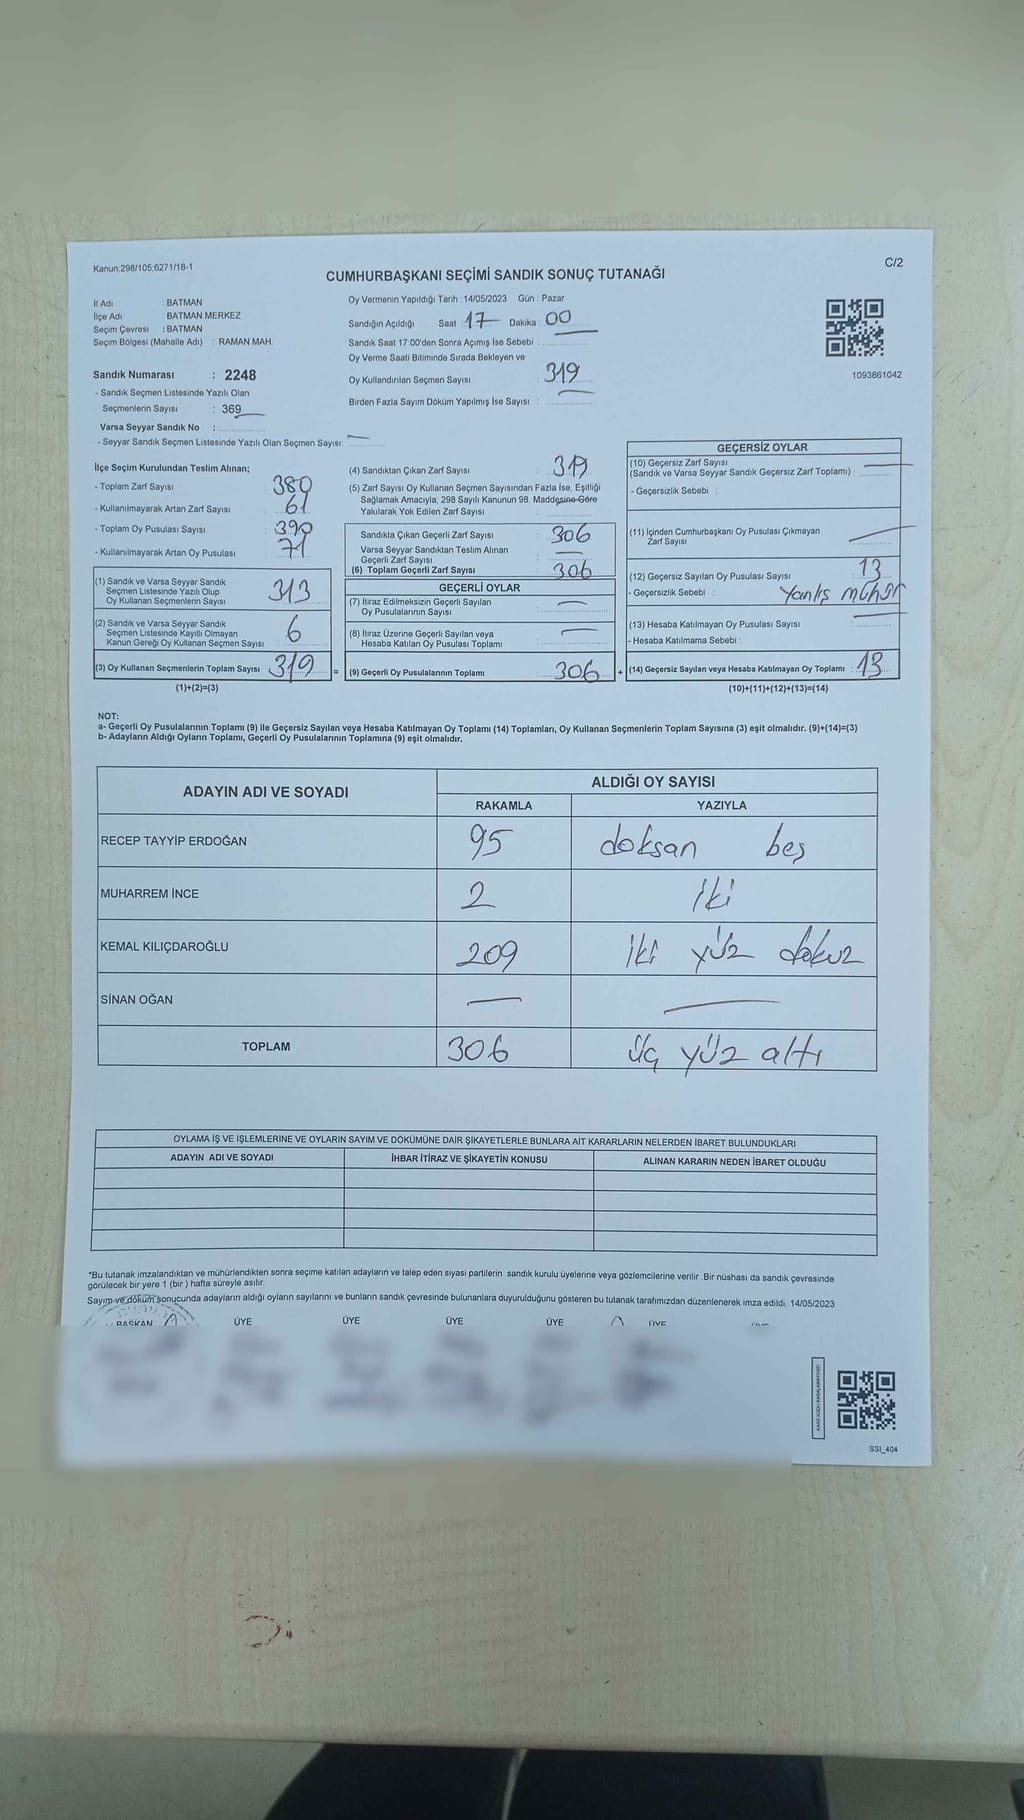 Kanun:298/105,6271/18-1
C/2
CUMHURBAŞKANI SEÇİMİ SANDIK SONUÇ TUTANAĞI
İl Adı : BATMAN
İlçe Adı : BATMAN MERKEZ
Seçim Çevresi : BATMAN
Seçim Bölgesi (Mahalle Adı) : RAMAN MAH.
Sandık Numarası : 2248
- Sandık Seçmen Listesinde Yazılı Olan
Seçmenlerin Sayısı : 369
Varsa Seyyar Sandık No :
- Seyyar Sandık Seçmen Listesinde Yazılı Olan Seçmen Sayısı:
Oy Vermenin Yapıldığı Tarih : 14/05/2023 Gün : Pazar
Sandığın Açıldığı Saat : 17 Dakika : 00
Sandık Saat 17:00'den Sonra Açımış İse Sebebi :
Oy Verme Saati Bitiminde Sırada Bekleyen ve
Oy Kullandırılan Seçmen Sayısı : 319
Birden Fazla Sayım Döküm Yapılmış İse Sayısı :
1093861042
İlçe Seçim Kurulundan Teslim Alınan;
- Toplam Zarf Sayısı : 380
- Kullanılmayarak Artan Zarf Sayısı : 61
- Toplam Oy Pusulası Sayısı : 390
- Kullanılmayarak Artan Oy Pusulası : 71
(1) Sandık ve Varsa Seyyar Sandık
Seçmen Listesinde Yazılı Olup
Oy Kullanan Seçmenlerin Sayısı : 313
(2) Sandık ve Varsa Seyyar Sandık
Seçmen Listesinde Kayıtlı Olmayan
Kanun Gereği Oy Kullanan Seçmen Sayısı : 6
(3) Oy Kullanan Seçmenlerin Toplam Sayısı : 319
(1)+(2)=(3)
=
(4) Sandıktan Çıkan Zarf Sayısı : 319
(5) Zarf Sayısı Oy Kullanan Seçmen Sayısından Fazla İse, Eşitliği
Sağlamak Amacıyla; 298 Sayılı Kanunun 98. Maddesine Göre
Yakılarak Yok Edilen Zarf Sayısı :
Sandıkta Çıkan Geçerli Zarf Sayısı : 306
Varsa Seyyar Sandıktan Teslim Alınan
Geçerli Zarf Sayısı :
(6) Toplam Geçerli Zarf Sayısı : 306
GEÇERLİ OYLAR
(7) İtiraz Edilmeksizin Geçerli Sayılan
Oy Pusulalarının Sayısı :
(8) İtiraz Üzerine Geçerli Sayılan veya
Hesaba Katılan Oy Pusulası Toplamı :
(9) Geçerli Oy Pusulalarının Toplamı : 306
+
GEÇERSİZ OYLAR
(10) Geçersiz Zarf Sayısı
(Sandık ve Varsa Seyyar Sandık Geçersiz Zarf Toplamı) :
- Geçersizlik Sebebi :
(11) İçinden Cumhurbaşkanı Oy Pusulası Çıkmayan
Zarf Sayısı :
(12) Geçersiz Sayılan Oy Pusulası Sayısı : 13
- Geçersizlik Sebebi : Yanlış mühür
(13) Hesaba Katılmayan Oy Pusulası Sayısı :
- Hesaba Katılmama Sebebi :
(14) Geçersiz Sayılan veya Hesaba Katılmayan Oy Toplamı : 13
(10)+(11)+(12)+(13)=(14)
NOT:
a- Geçerli Oy Pusulalarının Toplamı (9) ile Geçersiz Sayılan veya Hesaba Katılmayan Oy Toplamı (14) Toplamları, Oy Kullanan Seçmenlerin Toplam Sayısına (3) eşit olmalıdır. (9)+(14)=(3)
b- Adayların Aldığı Oyların Toplamı, Geçerli Oy Pusulalarının Toplamına (9) eşit olmalıdır.
ADAYIN ADI VE SOYADI
ALDIĞI OY SAYISI
RAKAMLA YAZIYLA
RECEP TAYYİP ERDOĞAN 95 doksan beş
MUHARREM İNCE 2 iki
KEMAL KILIÇDAROĞLU 209 iki yüz dokuz
SİNAN OĞAN
TOPLAM 306 üç yüz altı
OYLAMA İŞ VE İŞLEMLERİNE VE OYLARIN SAYIM VE DÖKÜMÜNE DAİR ŞİKAYETLERLE BUNLARA AİT KARARLARIN NELERDEN İBARET BULUNDUKLARI
ADAYIN ADI VE SOYADI İHBAR İTİRAZ VE ŞİKAYETİN KONUSU ALINAN KARARIN NEDEN İBARET OLDUĞU
*Bu tutanak imzalandıktan ve mühürlendikten sonra seçime katılan adayların ve talep eden siyasi partilerin sandık kurulu üyelerine veya gözlemcilerine verilir .Bir nüshası da sandık çevresinde
görülecek bir yere 1 (bir ) hafta süreyle asılır.
Sayım ve döküm sonucunda adayların aldığı oyların sayılarını ve bunların sandık çevresinde bulunanlara duyurulduğunu gösteren bu tutanak tarafımızdan düzenlenerek imza edildi. 14/05/2023
BAŞKAN ÜYE ÜYE ÜYE ÜYE ÜYE
KARE KODU KARALAMAYINIZ!
SSI_404